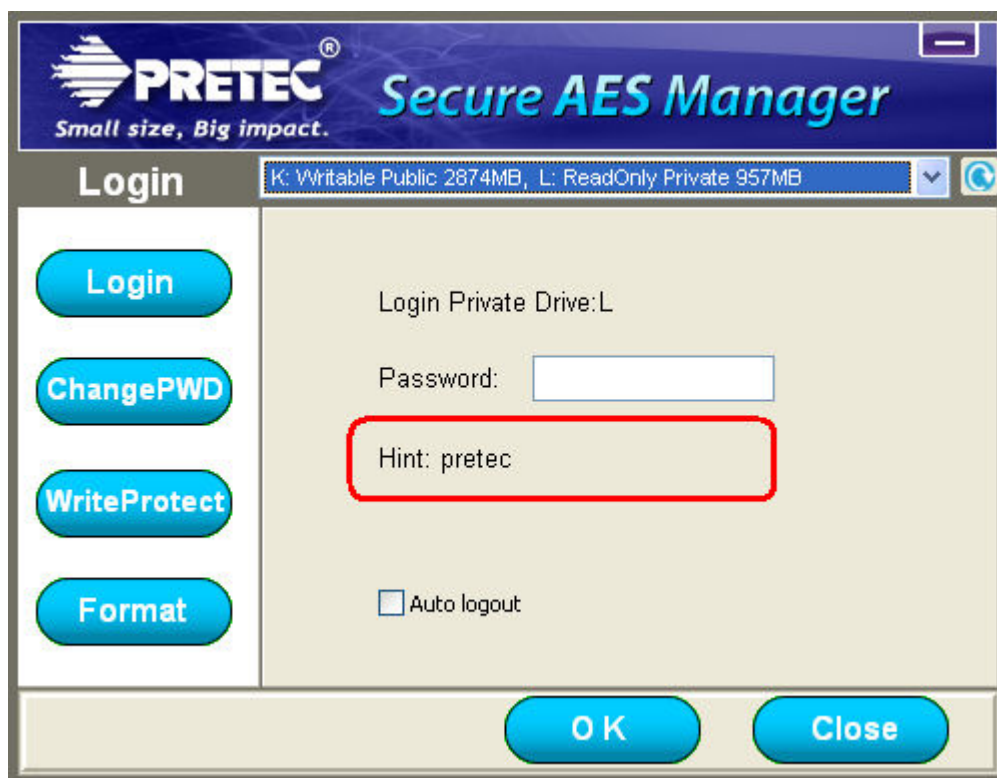 PRETEC®
Small size, Big impact.
Secure AES Manager
Login
K: Writable Public 2874MB, L: ReadOnly Private 957MB
Login
ChangePWD
WriteProtect
Format
Login Private Drive:L
Password:
Hint: pretec
Auto logout
O K
Close